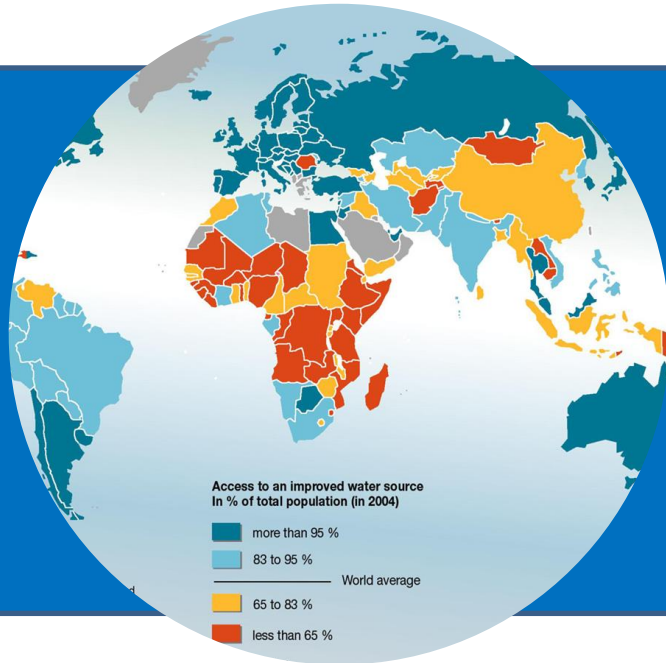 Access to an improved water source
In % of total population (in 2004)
more than 95 %
83 to 95 %
World average
65 to 83 %
less than 65 %